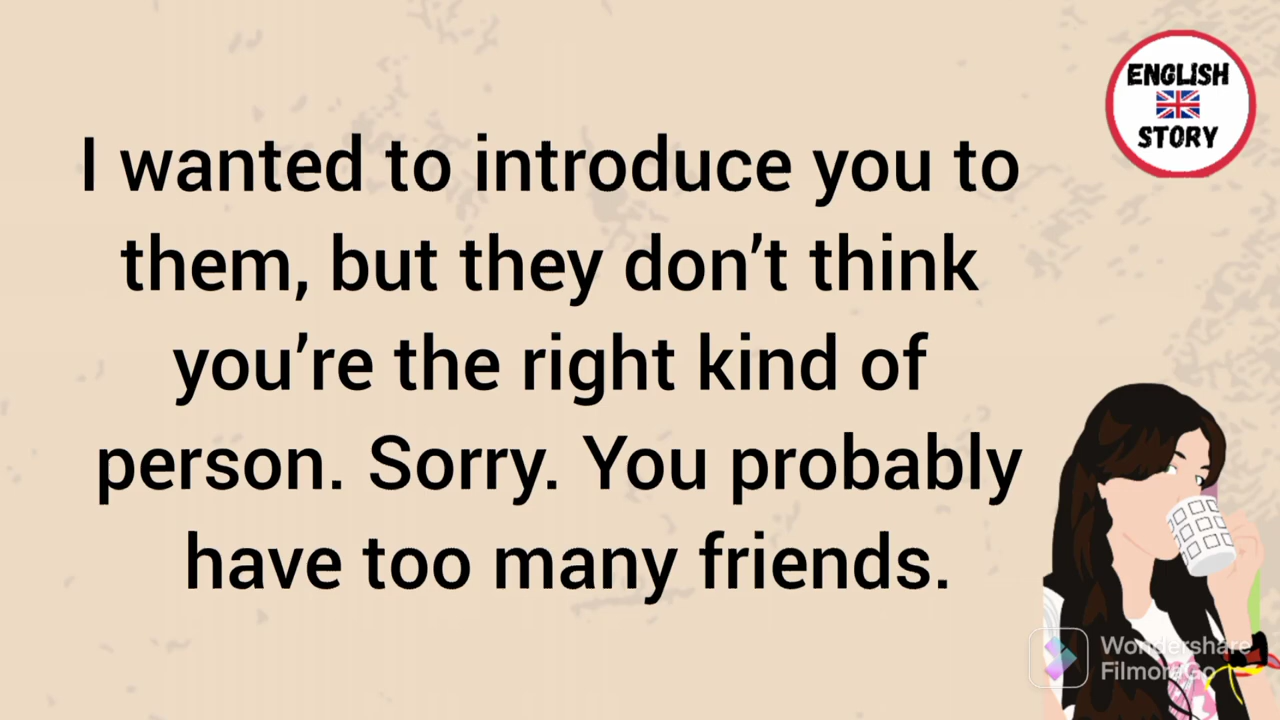 ENGLISH
STORY
I wanted to introduce you to
them, but they don’t think
you’re the right kind of
person. Sorry. You probably
have too many friends.
Wondershare
FilmoraGo